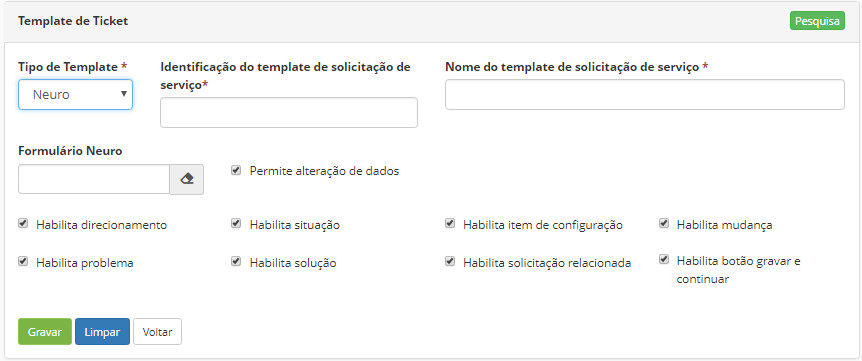 Template de Ticket
Pesquisa
Tipo de Template *
Identificação do template de solicitação de
serviço*
Nome do template de solicitação de serviço *
Neuro
Formulário Neuro
Permite alteração de dados
Habilita direcionamento
Habilita situação
Habilita item de configuração
Habilita mudança
Habilita problema
Habilita solução
Habilita solicitação relacionada
Habilita botão gravar e
continuar
Gravar
Limpar
Voltar